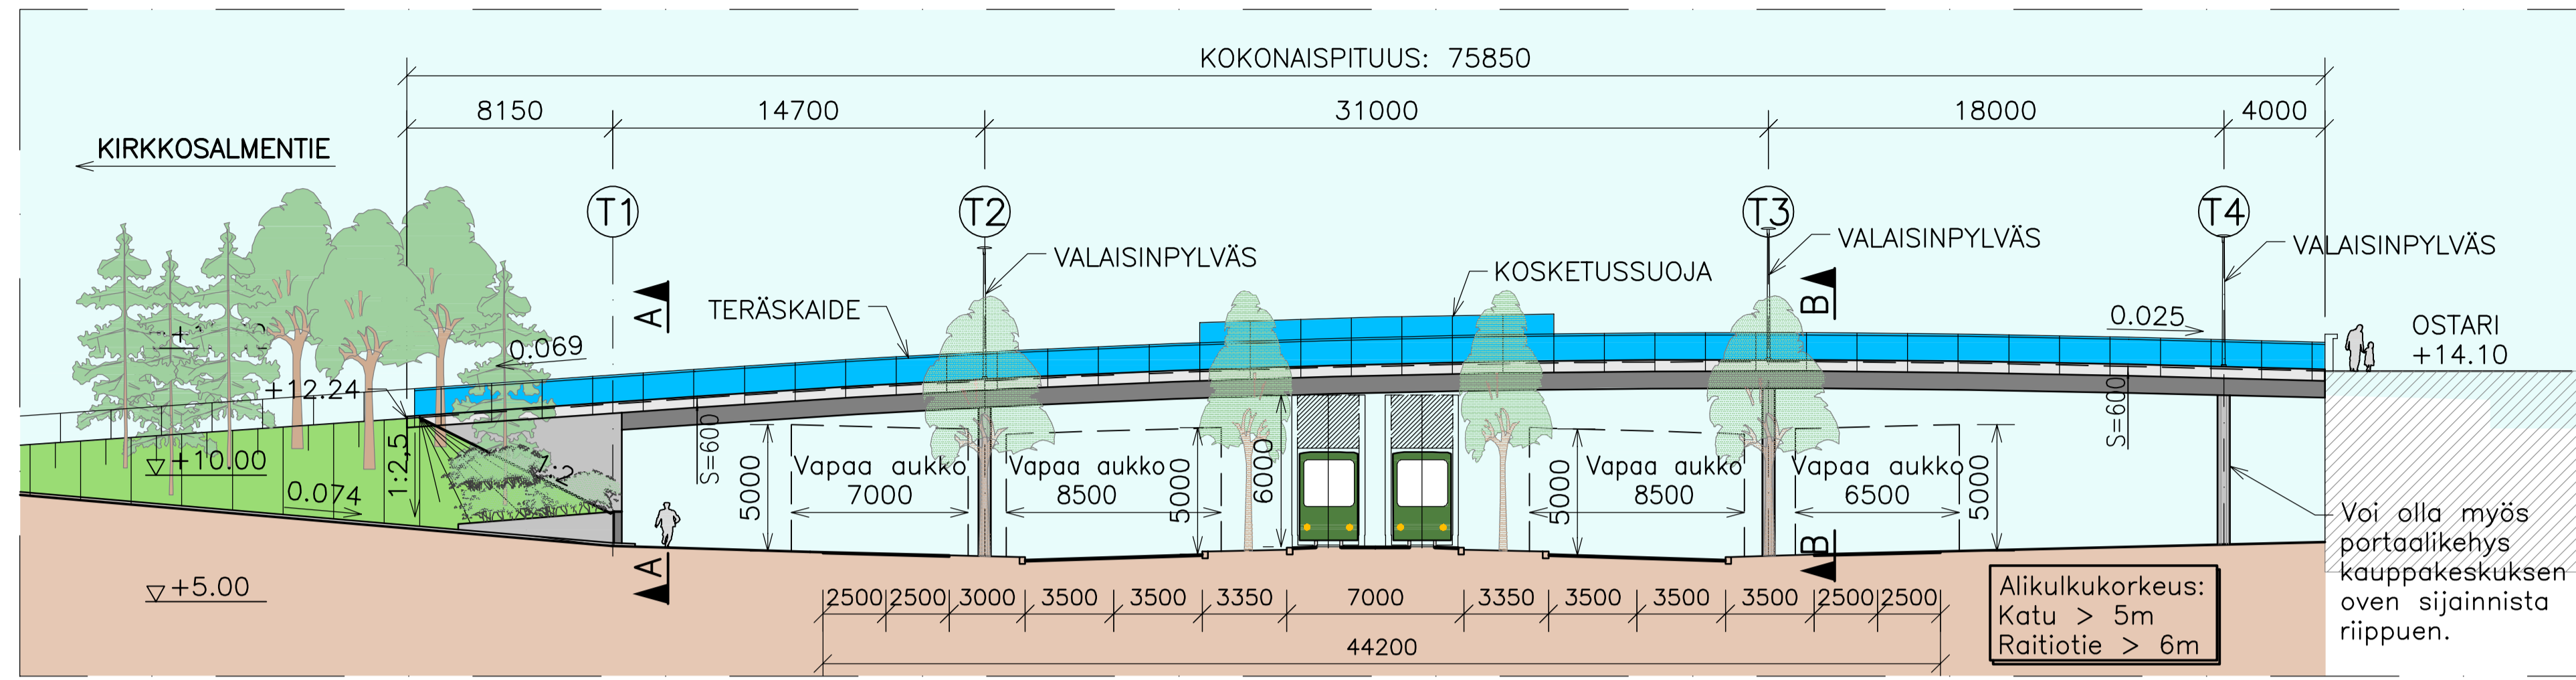 KOKONAISPITUUS: 75850
8150
14700
31000
18000
4000
KIRKKOSALMENTIE
T1
T2
T3
T4
VALAISINPYLVÄS
VALAISINPYLVÄS
VALAISINPYLVÄS
KOSKETUSSUOJA
TERÄSKAIDE
A
B
0.069
0.025
OSTARI
+14.10
+12.24
+10.00
0.074
1:2,5
1:2
S=600
S=600
5000
Vapaa aukko
7000
Vapaa aukko
8500
5000
6000
5000
Vapaa aukko
8500
Vapaa aukko
6500
5000
A
B
+5.00
Voi olla myös
portaalikehys
kauppakeskuksen
oven sijainnista
riippuen.
2500
2500
3000
3500
3500
3350
7000
3350
3500
3500
3500
2500
2500
44200
Alikulkukorkeus:
Katu > 5m
Raitiotie > 6m